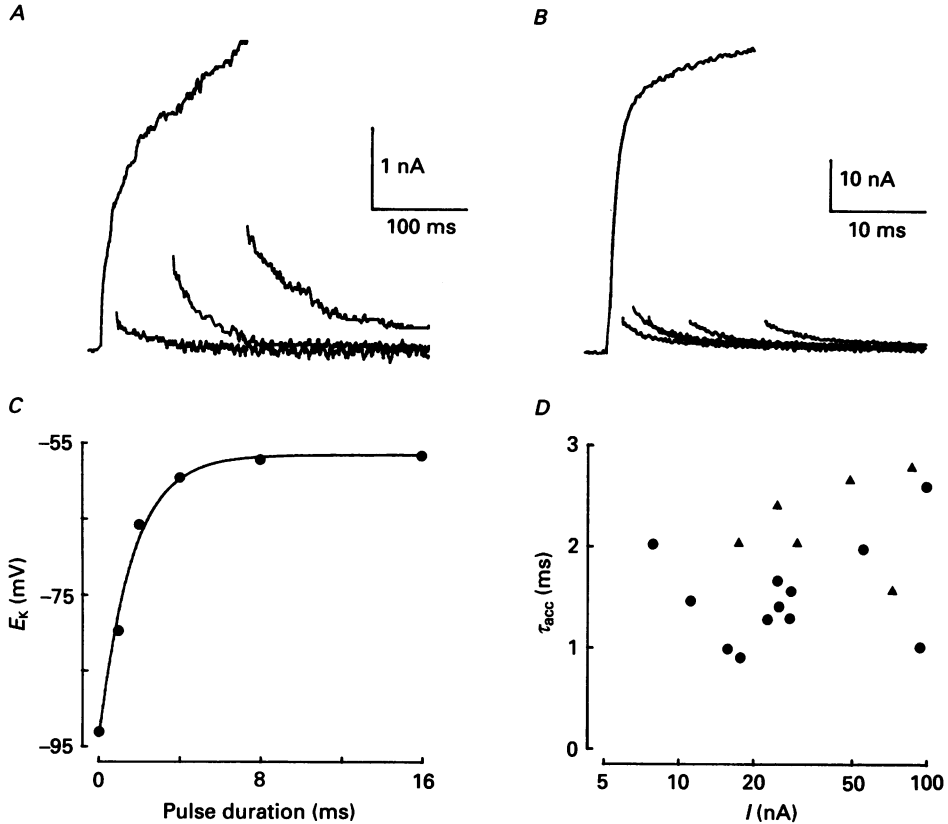 A
1 nA
100 ms
B
10 nA
10 ms
C
–55
–75
–95
E_K (mV)
0
8
16
Pulse duration (ms)
D
3
2
1
0
τ_acc (ms)
5
10
20
50
100
I (nA)